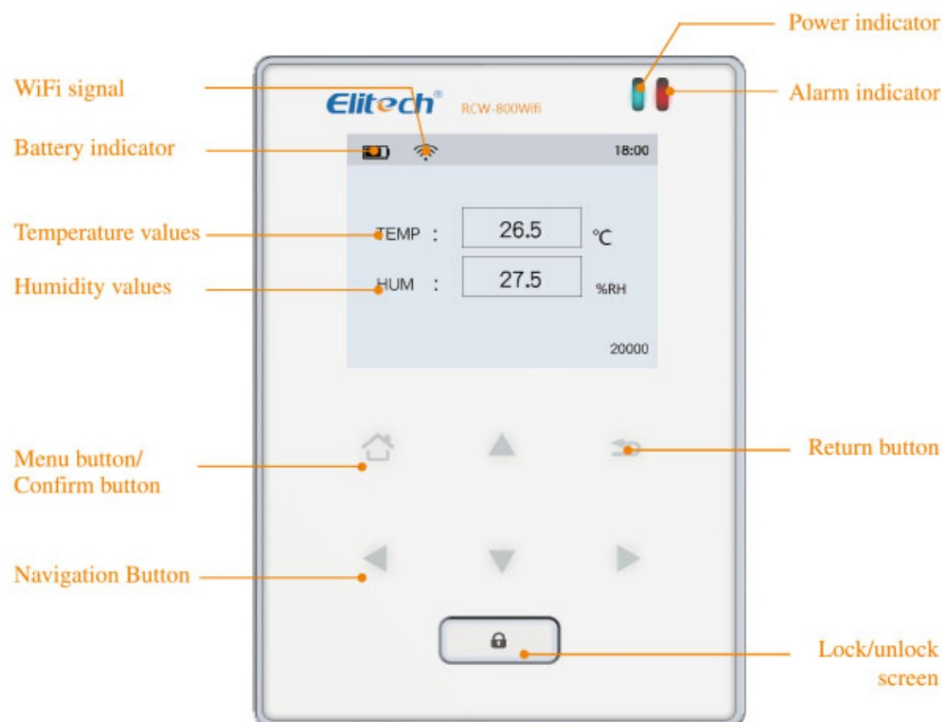 Power indicator
WiFi signal
Elitech® RCW-800Wifi
Alarm indicator
Battery indicator
18:00
Temperature values
TEMP : 26.5 ℃
Humidity values
HUM : 27.5 %RH
20000
Menu button/
Confirm button
Return button
Navigation Button
Lock/unlock
screen